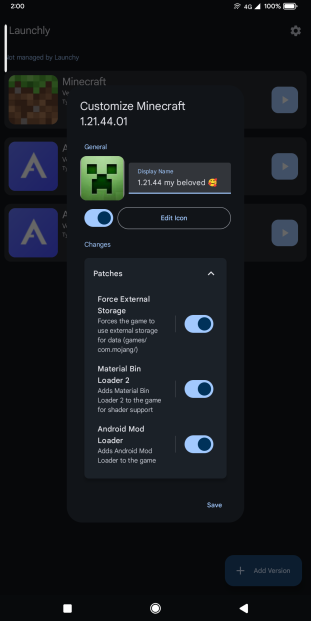 2:00
4G
100%
Launchly
Not managed by Launchy
Minecraft
Customize Minecraft
1.21.44.01
General
Display Name
1.21.44 my beloved 🥰
Edit Icon
Changes
Patches
Force External
Storage
Forces the game to
use external storage
for data (games/
com.mojang/)
Material Bin
Loader 2
Adds Material Bin
Loader 2 to the game
for shader support
Android Mod
Loader
Adds Android Mod
Loader to the game
Save
+ Add Version